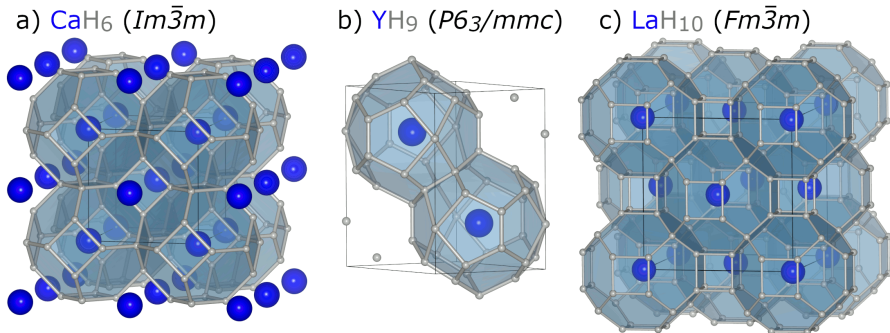 a) CaH₆ (Im3̅m)
b) YH₉ (P6₃/mmc)
c) LaH₁₀ (Fm3̅m)